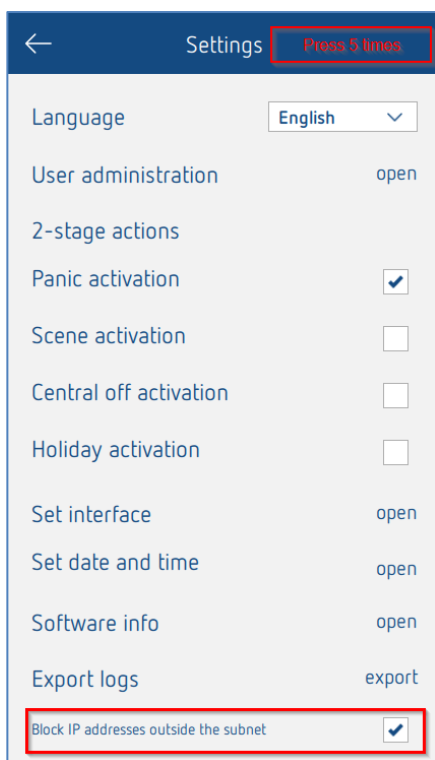 Settings Press 5 times
Language English
User administration open
2-stage actions
Panic activation
Scene activation
Central off activation
Holiday activation
Set interface open
Set date and time open
Software info open
Export logs export
Block IP addresses outside the subnet